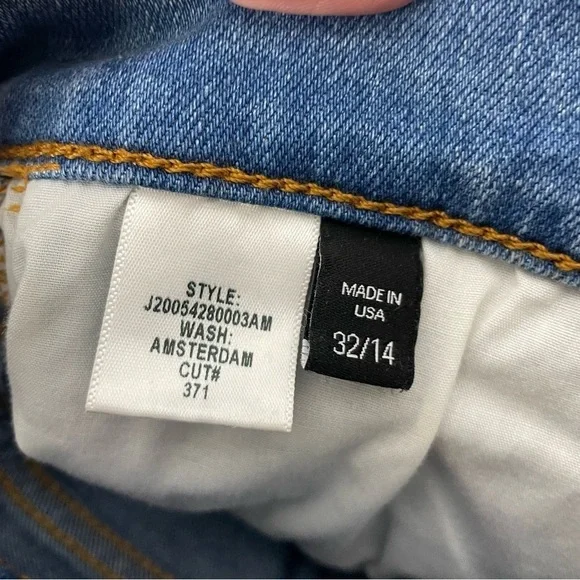 STYLE:
J20054280003AM
WASH:
AMSTERDAM
CUT#
371
MADE IN
USA
32/14